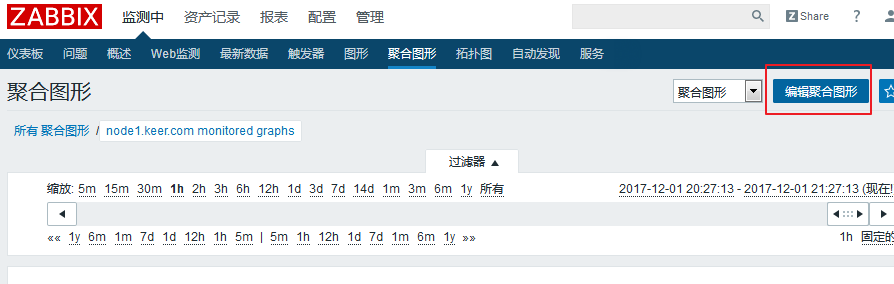 ZABBIX 监测中 资产记录 报表 配置 管理 Z Share ?
仪表板 问题 概述 Web监测 最新数据 触发器 图形 聚合图形 拓扑图 自动发现 服务
聚合图形 聚合图形 编辑聚合图形
所有 聚合图形 / node1.keer.com monitored graphs
过滤器
缩放: 5m 15m 30m 1h 2h 3h 6h 12h 1d 3d 7d 14d 1m 3m 6m 1y 所有 2017-12-01 20:27:13 - 2017-12-01 21:27:13 (现在!
«« 1y 6m 1m 7d 1d 12h 1h 5m | 5m 1h 12h 1d 7d 1m 6m 1y »» 1h 固定的